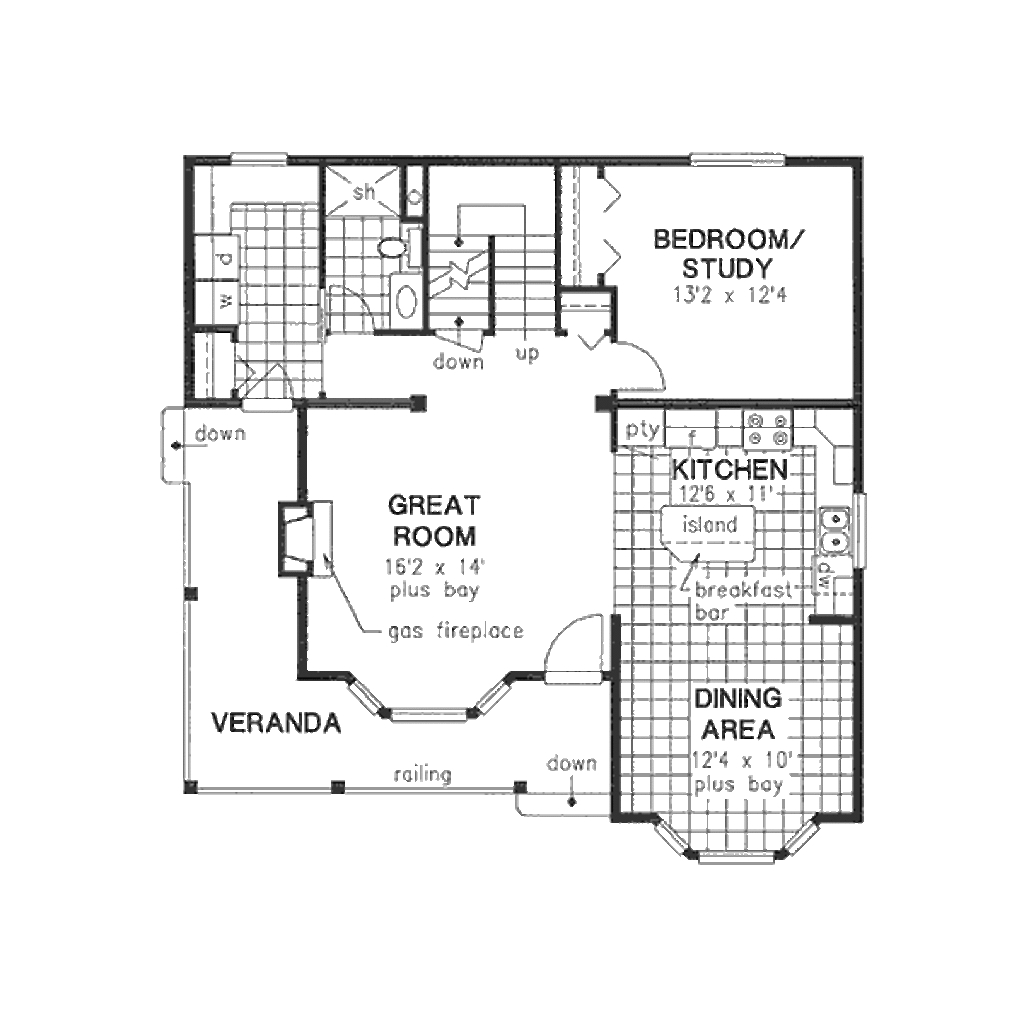 sh
BEDROOM/
STUDY
13'2 x 12'4
d
w
down
up
down
pty
f
KITCHEN
12'6 x 11'
island
GREAT
ROOM
16'2 x 14'
plus bay
dw
breakfast
bar
gas fireplace
DINING
AREA
12'4 x 10'
plus bay
VERANDA
down
railing